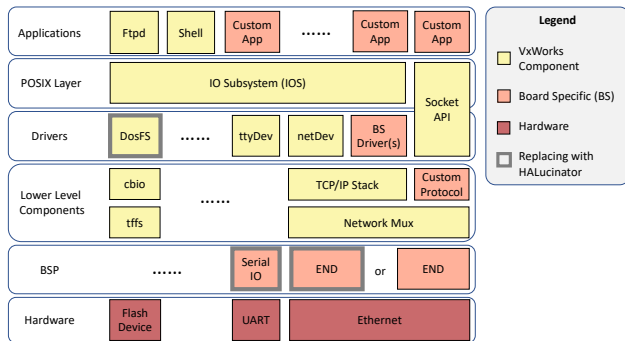 Applications
Ftpd
Shell
Custom
App
......
Custom
App
Custom
App
POSIX Layer
IO Subsystem (IOS)
Socket
API
Drivers
DosFS
......
ttyDev
netDev
BS
Driver(s)
Lower Level
Components
cbio
......
TCP/IP Stack
Custom
Protocol
tffs
Network Mux
BSP
......
Serial
IO
END
or
END
Hardware
Flash
Device
UART
Ethernet
Legend
VxWorks
Component
Board Specific (BS)
Hardware
Replacing with
HALucinator